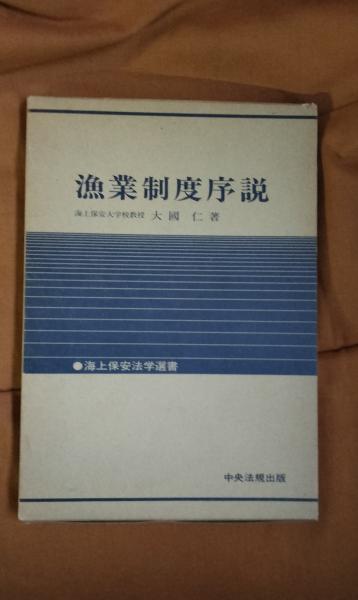 漁業制度序説
海上保安大学校教授 大國 仁 著
●海上保安法学選書
中央法規出版